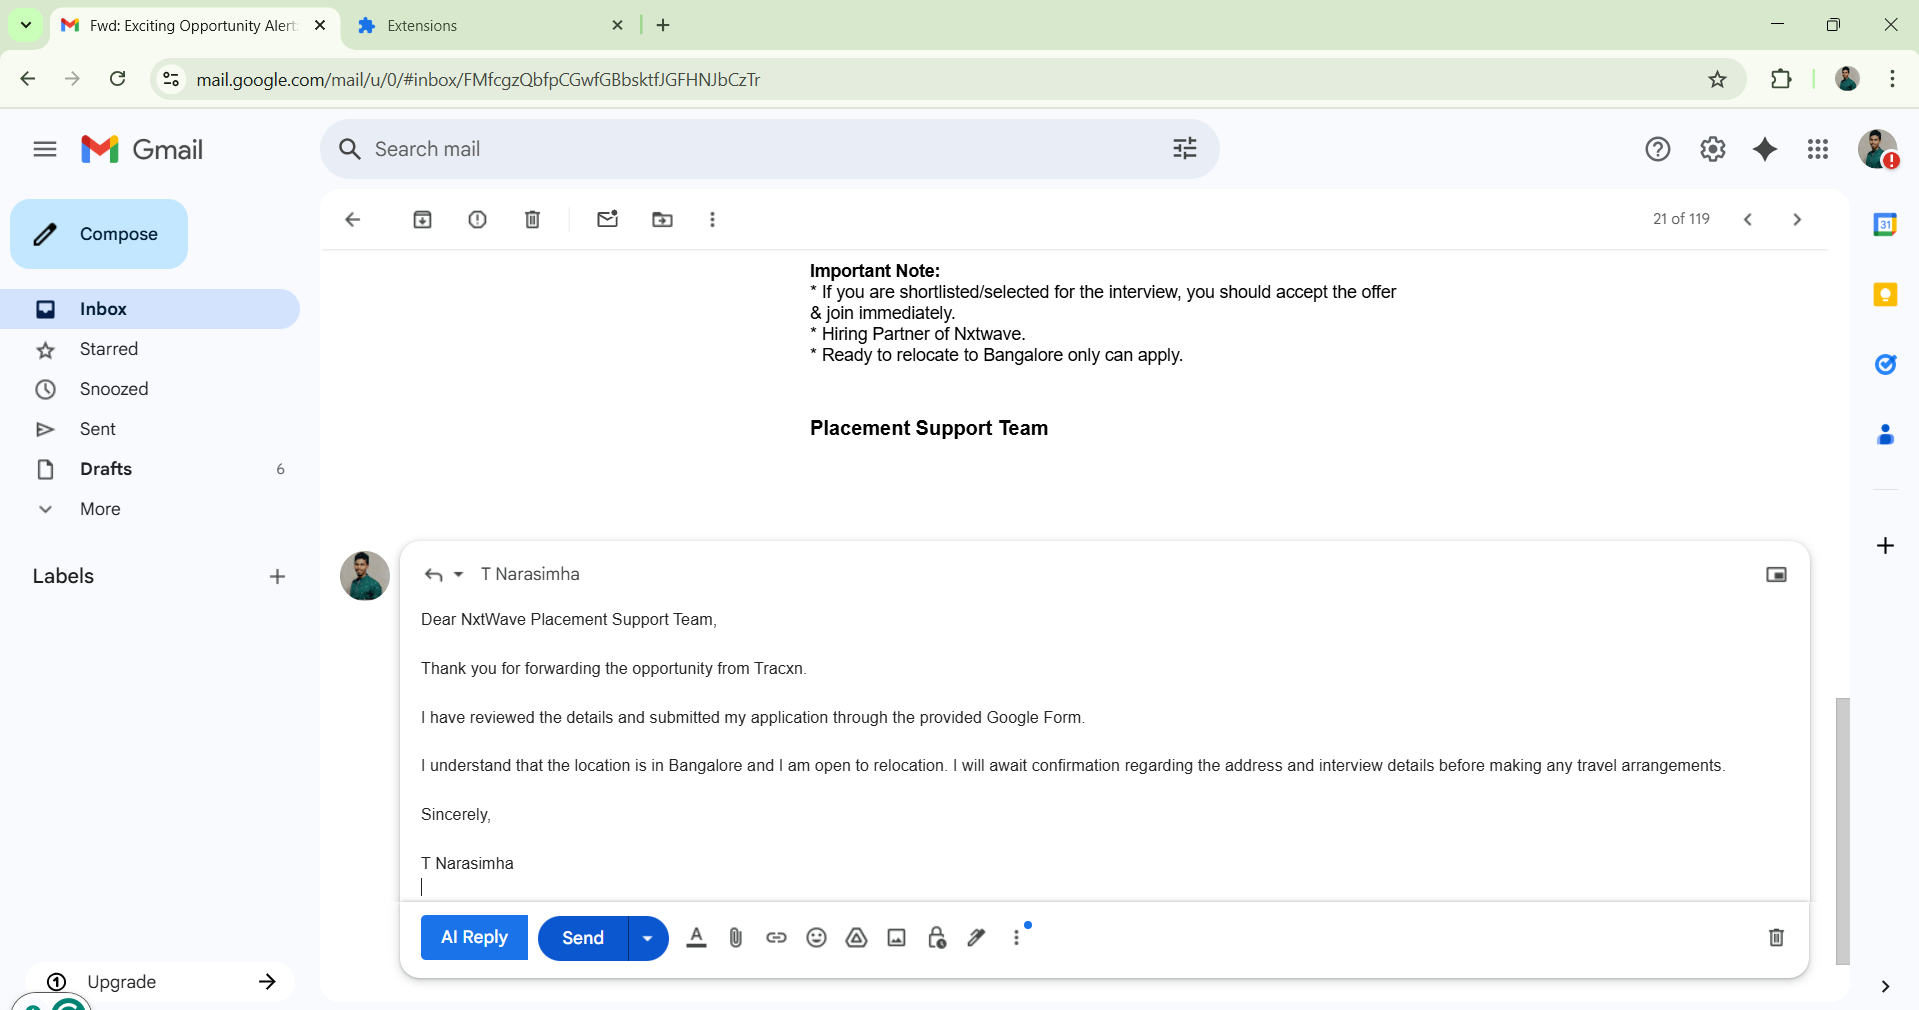 Fwd: Exciting Opportunity Alert:
Extensions
mail.google.com/mail/u/0/#inbox/FMfcgzQbfpCGwfGBbsktfJGFHNJbCzTr
Gmail
Search mail
Compose
21 of 119
31
Inbox
Starred
Snoozed
Sent
Drafts 6
More
Labels
Important Note:
* If you are shortlisted/selected for the interview, you should accept the offer
& join immediately.
* Hiring Partner of Nxtwave.
* Ready to relocate to Bangalore only can apply.
Placement Support Team
T Narasimha
Dear NxtWave Placement Support Team,
Thank you for forwarding the opportunity from Tracxn.
I have reviewed the details and submitted my application through the provided Google Form.
I understand that the location is in Bangalore and I am open to relocation. I will await confirmation regarding the address and interview details before making any travel arrangements.
Sincerely,
T Narasimha
AI Reply
Send
1 Upgrade